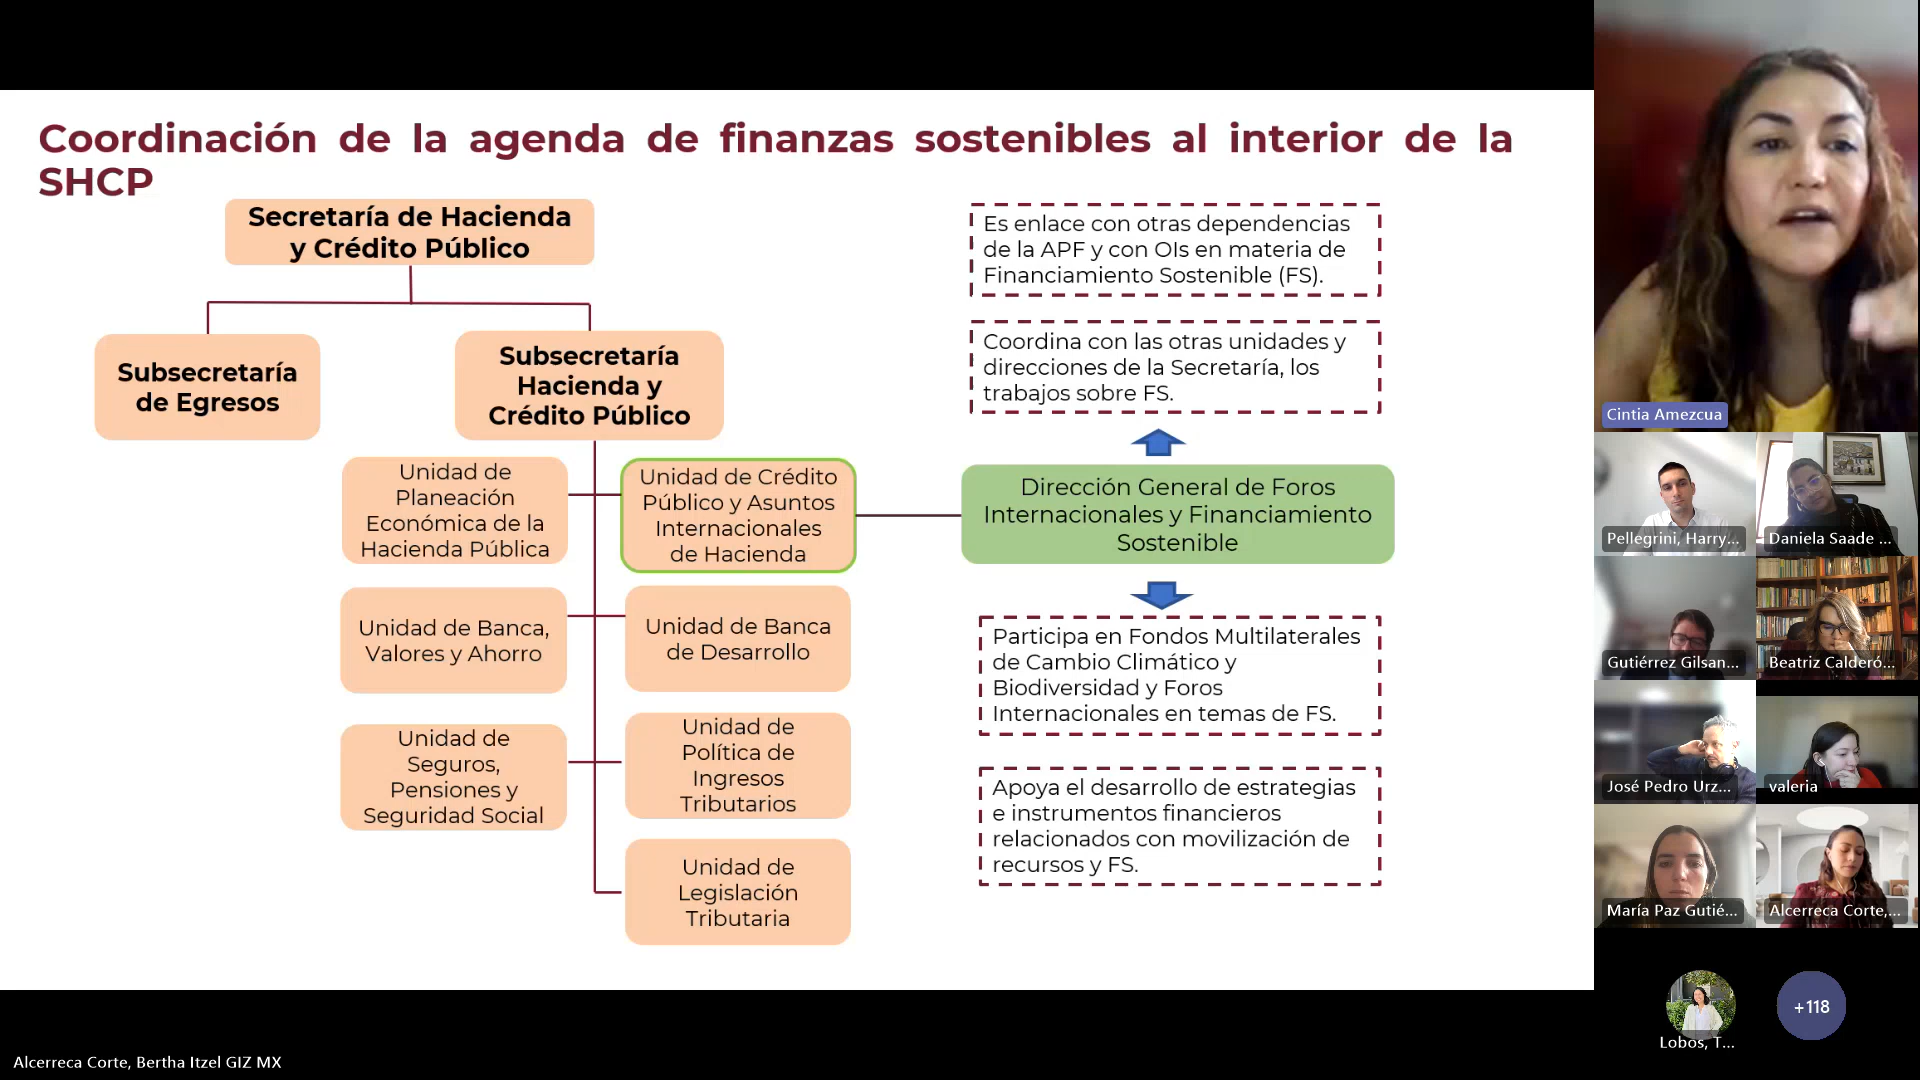 Coordinación de la agenda de finanzas sostenibles al interior de la
SHCP
Secretaría de Hacienda
y Crédito Público
Subsecretaría
de Egresos
Subsecretaría
Hacienda y
Crédito Público
Unidad de
Planeación
Económica de la
Hacienda Pública
Unidad de Crédito
Público y Asuntos
Internacionales
de Hacienda
Unidad de Banca,
Valores y Ahorro
Unidad de Banca
de Desarrollo
Unidad de
Seguros,
Pensiones y
Seguridad Social
Unidad de
Política de
Ingresos
Tributarios
Unidad de
Legislación
Tributaria
Es enlace con otras dependencias
de la APF y con OIs en materia de
Financiamiento Sostenible (FS).
Coordina con las otras unidades y
direcciones de la Secretaría, los
trabajos sobre FS.
Dirección General de Foros
Internacionales y Financiamiento
Sostenible
Participa en Fondos Multilaterales
de Cambio Climático y
Biodiversidad y Foros
Internacionales en temas de FS.
Apoya el desarrollo de estrategias
e instrumentos financieros
relacionados con movilización de
recursos y FS.
Cintia Amezcua
Pellegrini, Harry...
Daniela Saade ...
Gutiérrez Gilsan...
Beatriz Calderó...
José Pedro Urz...
valeria
María Paz Gutié...
Alcerreca Corte,...
Lobos, T...
+118
Alcerreca Corte, Bertha Itzel GIZ MX